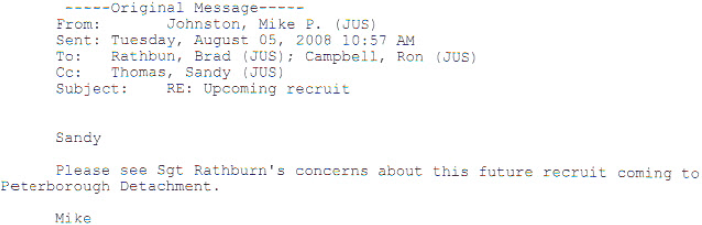 -----Original Message-----
From: Johnston, Mike P. (JUS)
Sent: Tuesday, August 05, 2008 10:57 AM
To: Rathbun, Brad (JUS); Campbell, Ron (JUS)
Cc: Thomas, Sandy (JUS)
Subject: RE: Upcoming recruit
Sandy
Please see Sgt Rathburn's concerns about this future recruit coming to
Peterborough Detachment.
Mike